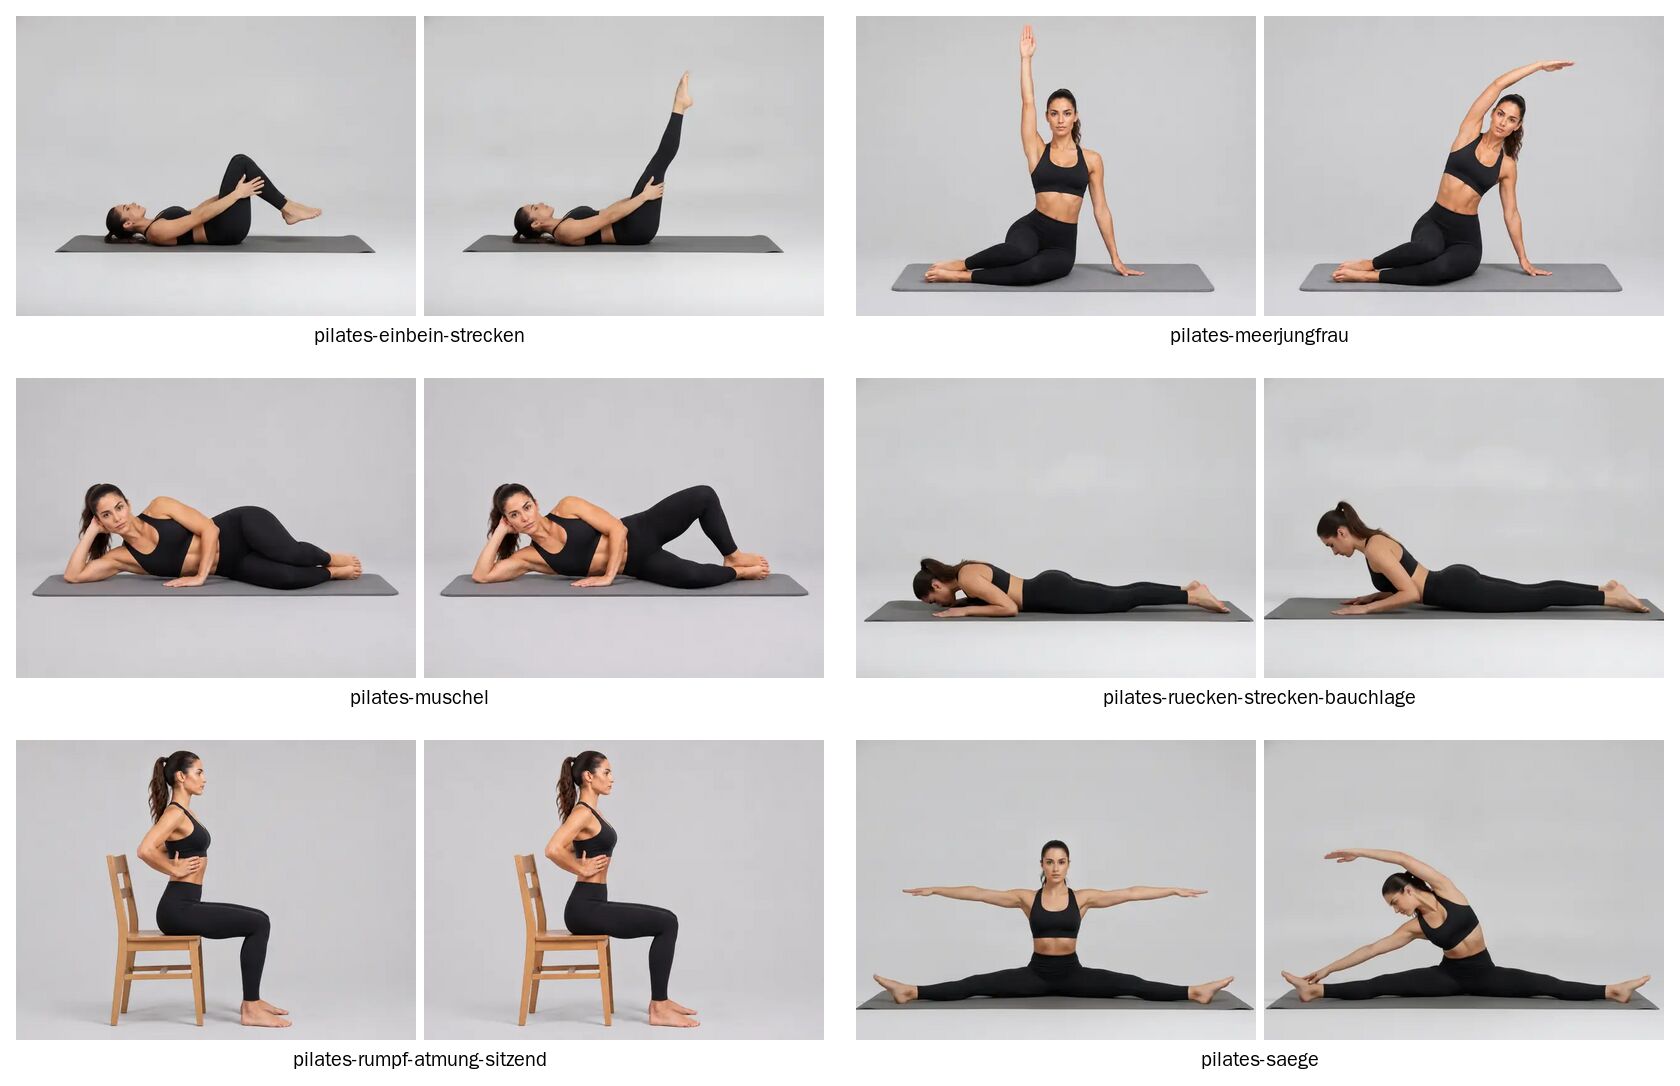 pilates-einbein-strecken
pilates-meerjungfrau
pilates-muschel
pilates-ruecken-strecken-bauchlage
pilates-rumpf-atmung-sitzend
pilates-saege